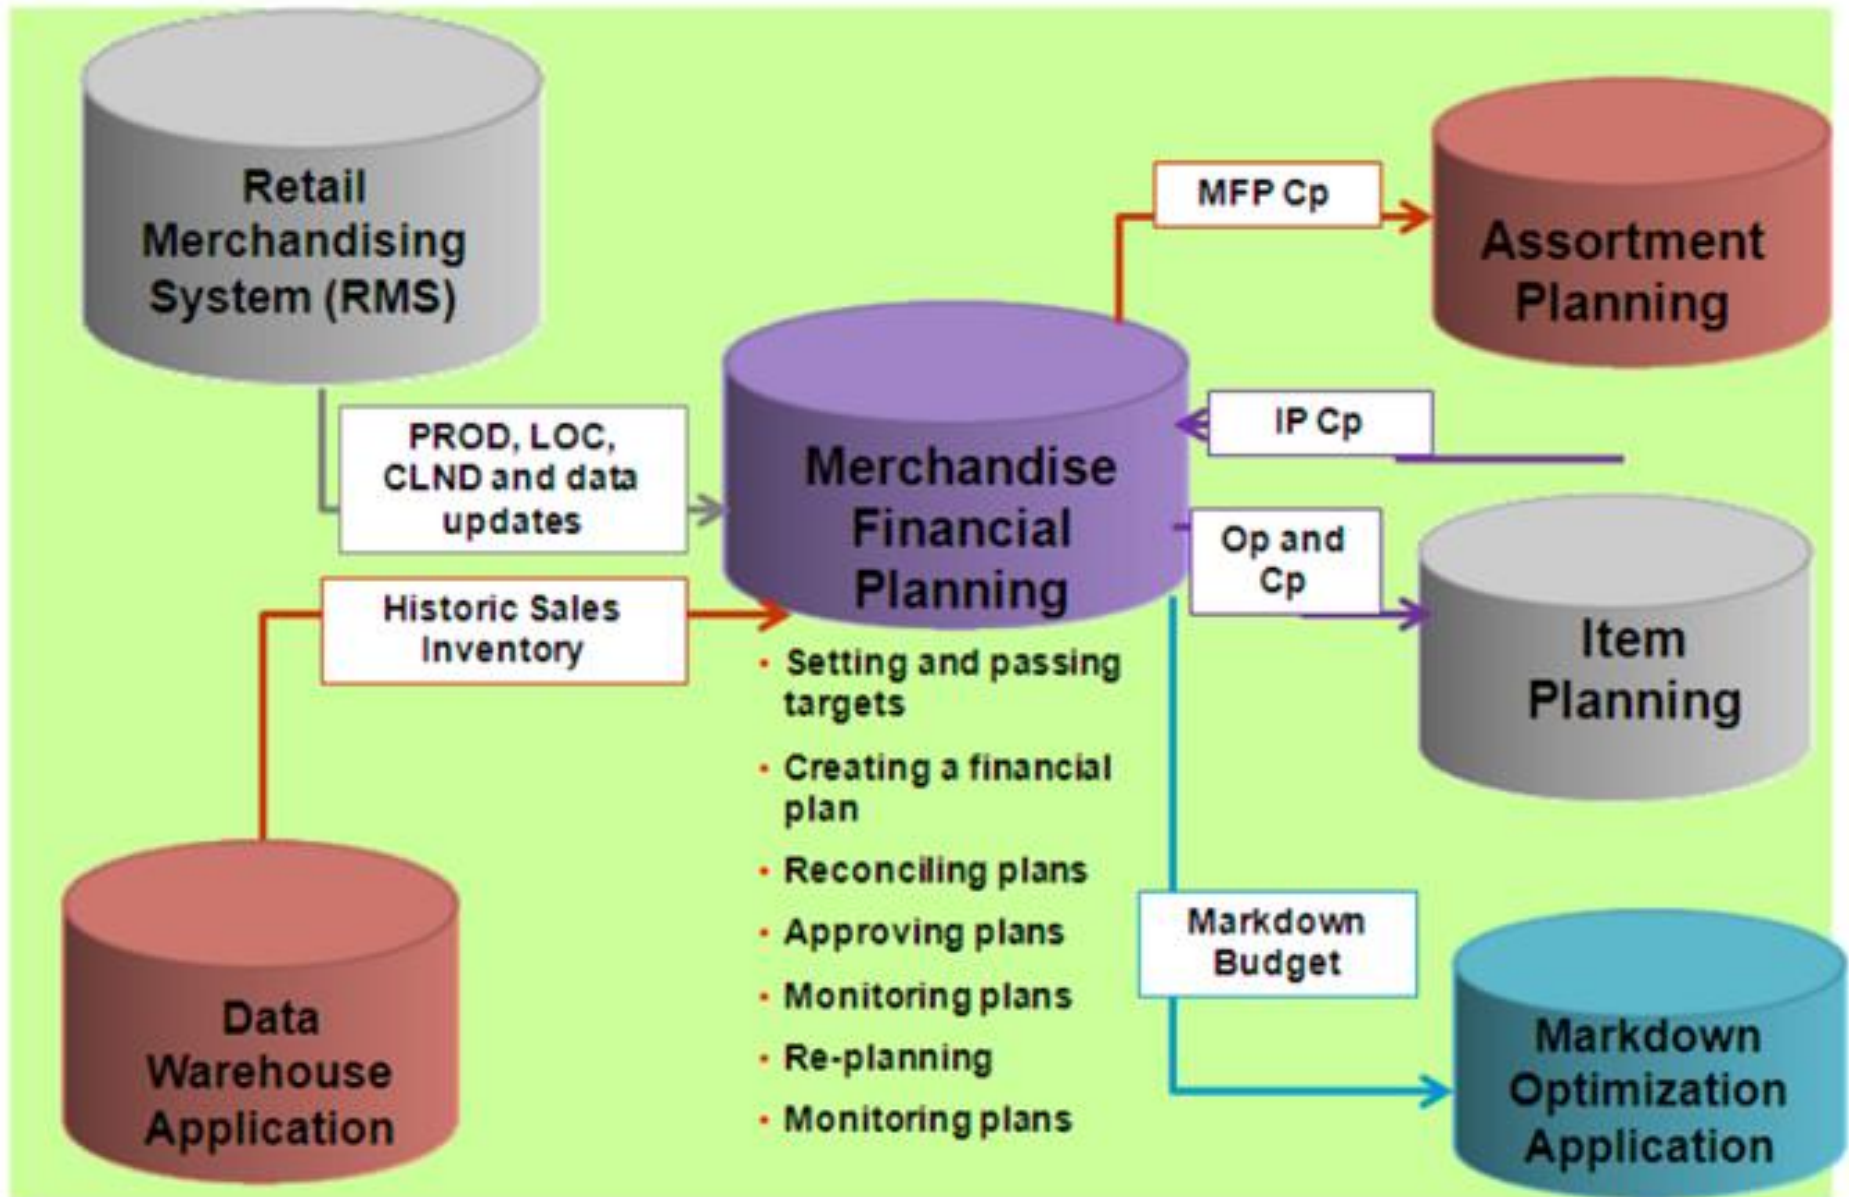 Retail
Merchandising
System (RMS)
MFP Cp
Assortment
Planning
PROD, LOC,
CLND and data
updates
Merchandise
Financial
Planning
IP Cp
Op and
Cp
Item
Planning
Historic Sales
Inventory
• Setting and passing
targets
• Creating a financial
plan
• Reconciling plans
• Approving plans
• Monitoring plans
• Re-planning
• Monitoring plans
Data
Warehouse
Application
Markdown
Budget
Markdown
Optimization
Application